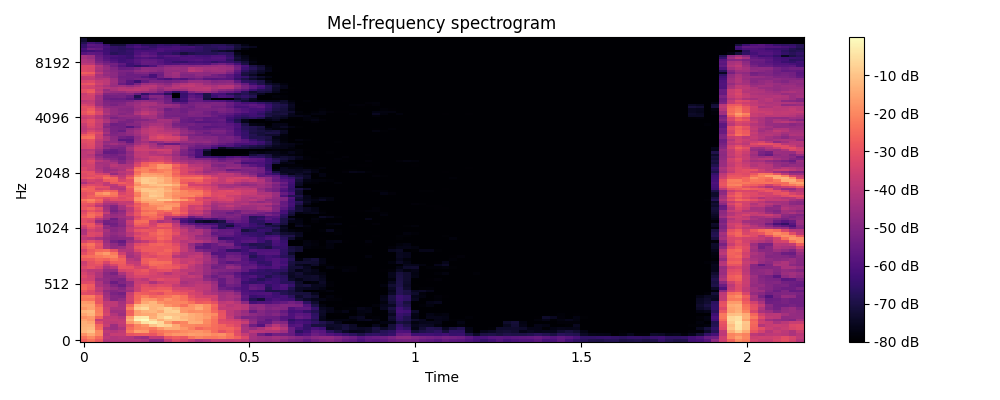 Mel-frequency spectrogram
8192
4096
2048
1024
512
0
Hz
0
0.5
1
1.5
2
Time
-10 dB
-20 dB
-30 dB
-40 dB
-50 dB
-60 dB
-70 dB
-80 dB